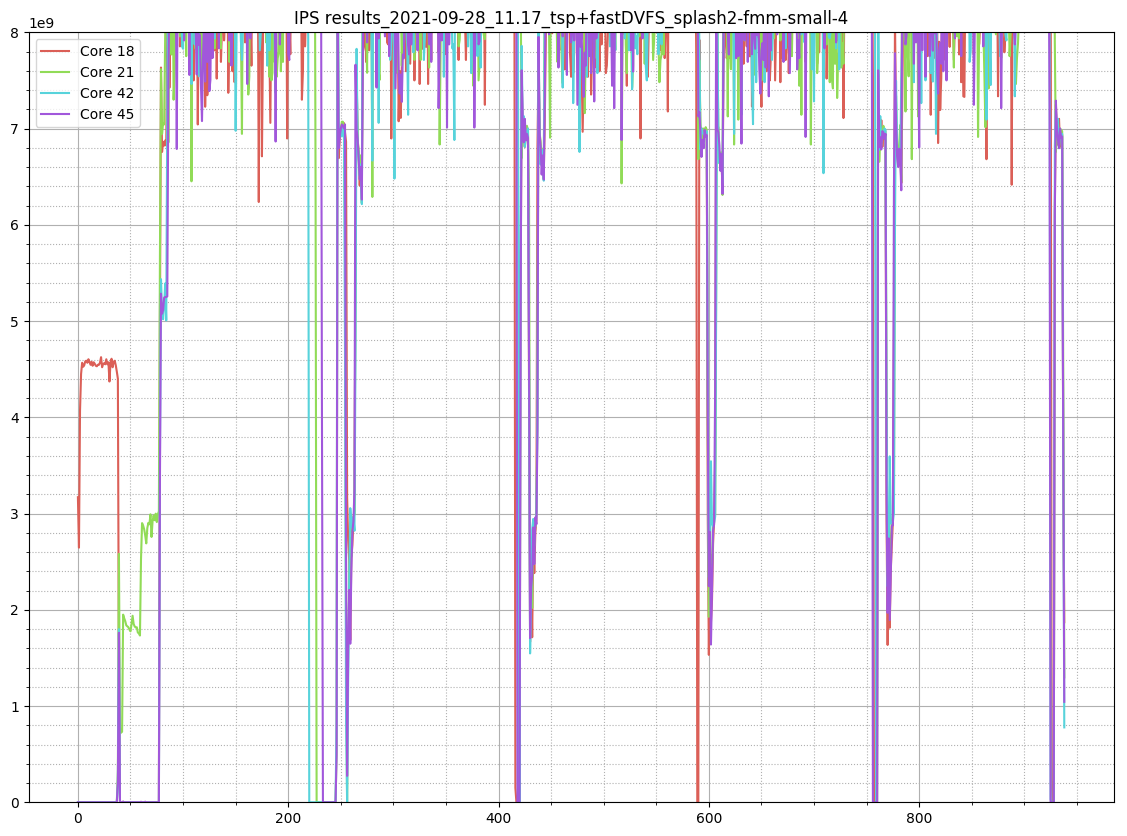 IPS results_2021-09-28_11.17_tsp+fastDVFS_splash2-fmm-small-4
1e9
8
7
6
5
4
3
2
1
0
Core 18
Core 21
Core 42
Core 45
0
200
400
600
800